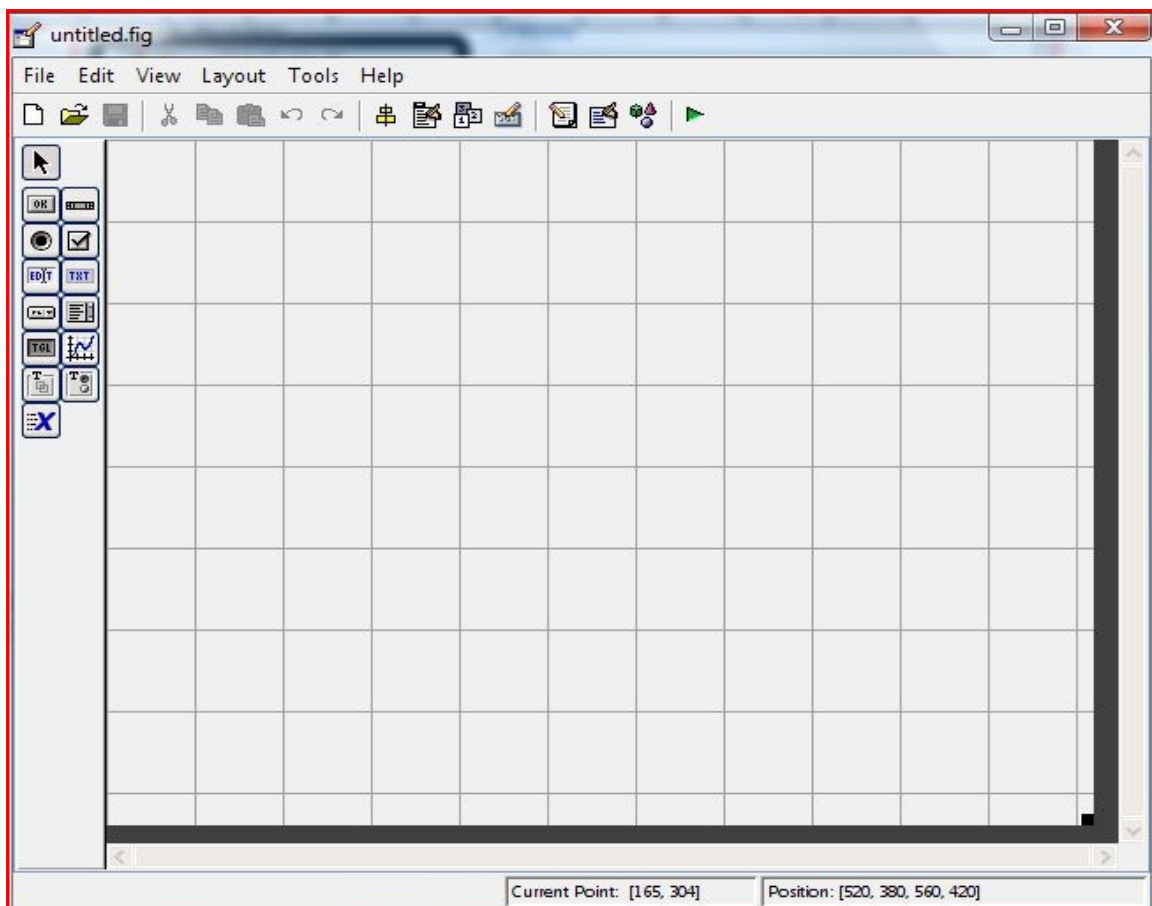 untitled.fig
File Edit View Layout Tools Help
OK
EDIT TXT
TGL
T T
X
Current Point: [165, 304] Position: [520, 380, 560, 420]